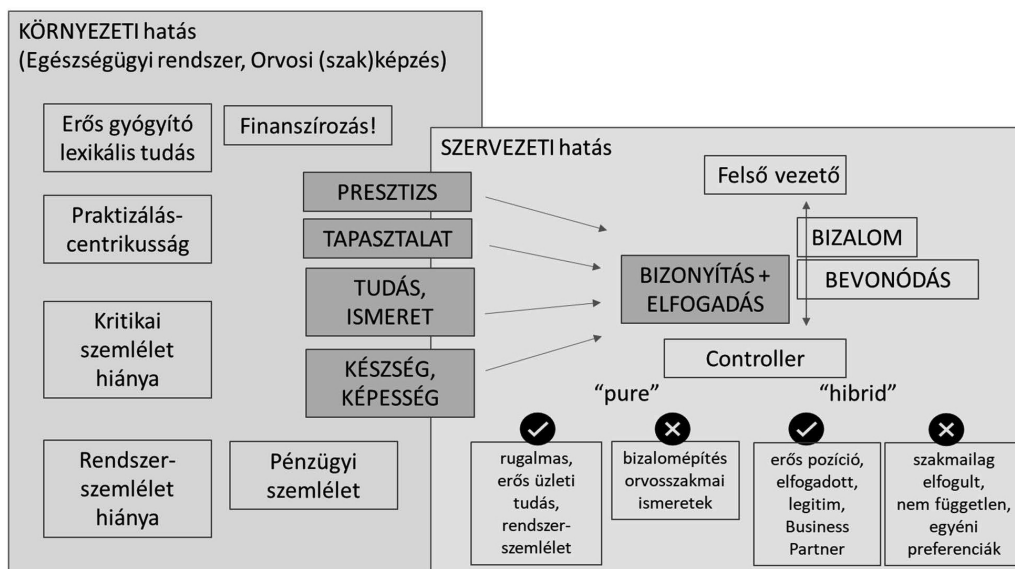 KÖRNYEZETI hatás
(Egészségügyi rendszer, Orvosi (szak)képzés)
Erős gyógyító
lexikális tudás
Finanszírozás!
Praktizálás-
centrikusság
Kritikai
szemlélet
hiánya
Rendszer-
szemlélet
hiánya
Pénzügyi
szemlélet
PRESZTIZS
TAPASZTALAT
TUDÁS,
ISMERET
KÉSZSÉG,
KÉPESSÉG
SZERVEZETI hatás
Felső vezető
BIZALOM
BEVONÓDÁS
BIZONYÍTÁS +
ELFOGADÁS
Controller
“pure”
“hibrid”
rugalmas,
erős üzleti
tudás,
rendszer-
szemlélet
bizalomépítés
orvosszakmai
ismeretek
erős pozíció,
elfogadott,
legitim,
Business
Partner
szakmailag
elfogult,
nem független,
egyéni
preferenciák